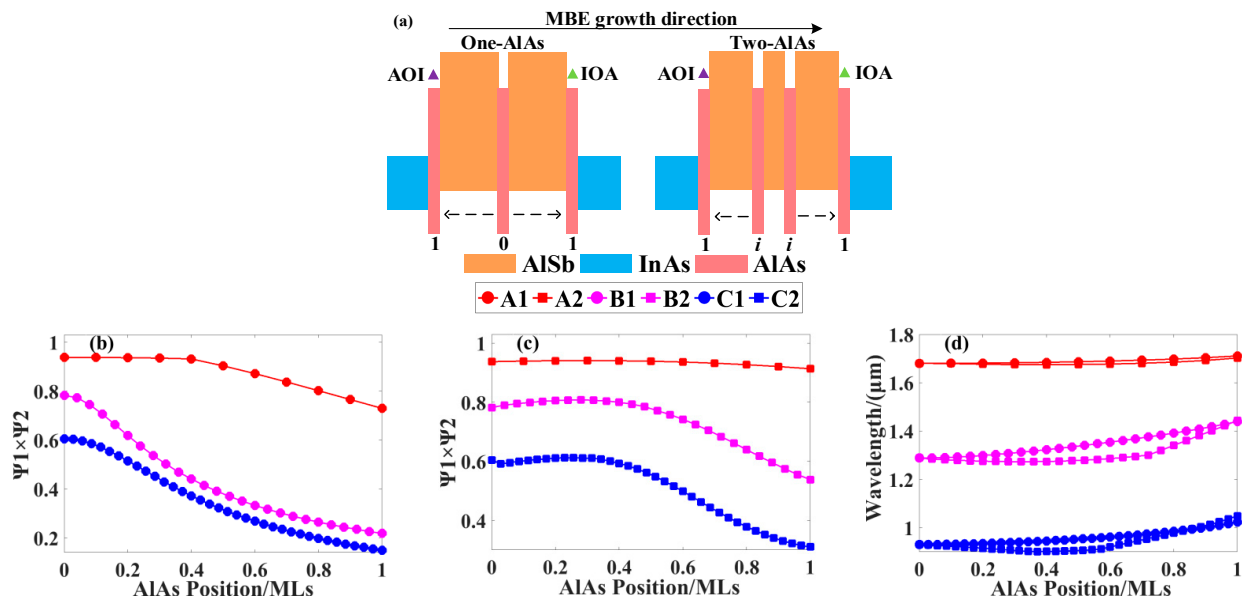 (a)
MBE growth direction
One-AlAs
Two-AlAs
AOI
IOA
AOI
IOA
1
0
1
1
i
i
1
AlSb
InAs
AlAs
A1
A2
B1
B2
C1
C2
(b)
Ψ1×Ψ2
1
0.8
0.6
0.4
0.2
0
0.2
0.4
0.6
0.8
1
AlAs Position/MLs
(c)
Ψ1×Ψ2
1
0.8
0.6
0.4
0
0.2
0.4
0.6
0.8
1
AlAs Position/MLs
(d)
Wavelength/(μm)
1.8
1.6
1.4
1.2
1
0
0.2
0.4
0.6
0.8
1
AlAs Position/MLs